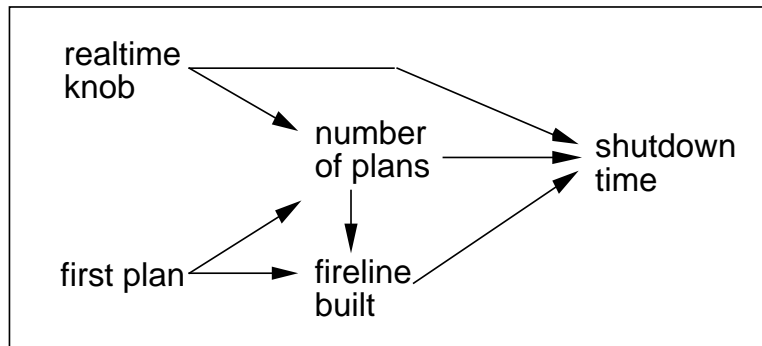 realtime
knob
number
of plans
shutdown
time
first plan
fireline
built